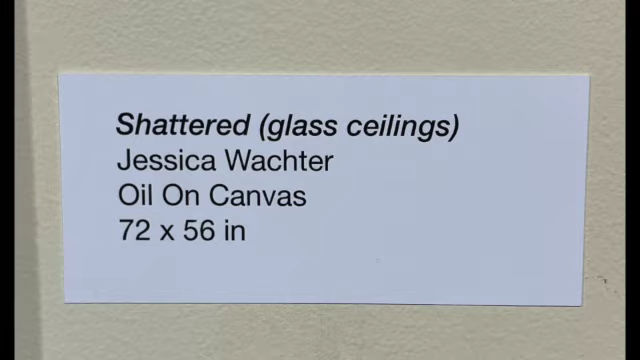 Shattered (glass ceilings)
Jessica Wachter
Oil On Canvas
72 x 56 in